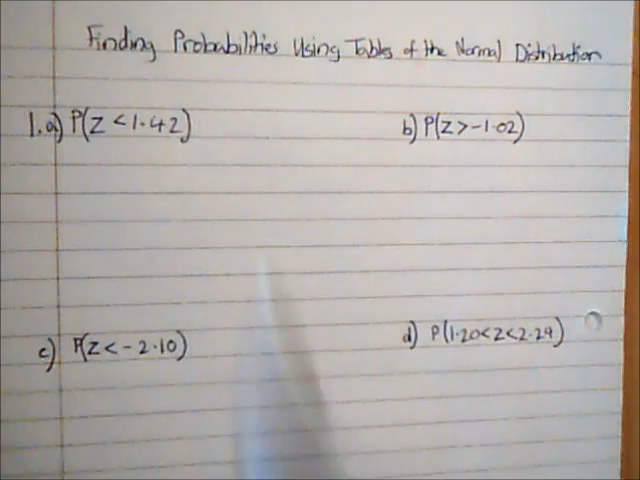 Finding Probabilities Using Tables of the Normal Distribution
1. a) P(Z < 1.42)
b) P(Z > -1.02)
c) P(Z < -2.10)
d) P(1.20 < Z < 2.29)